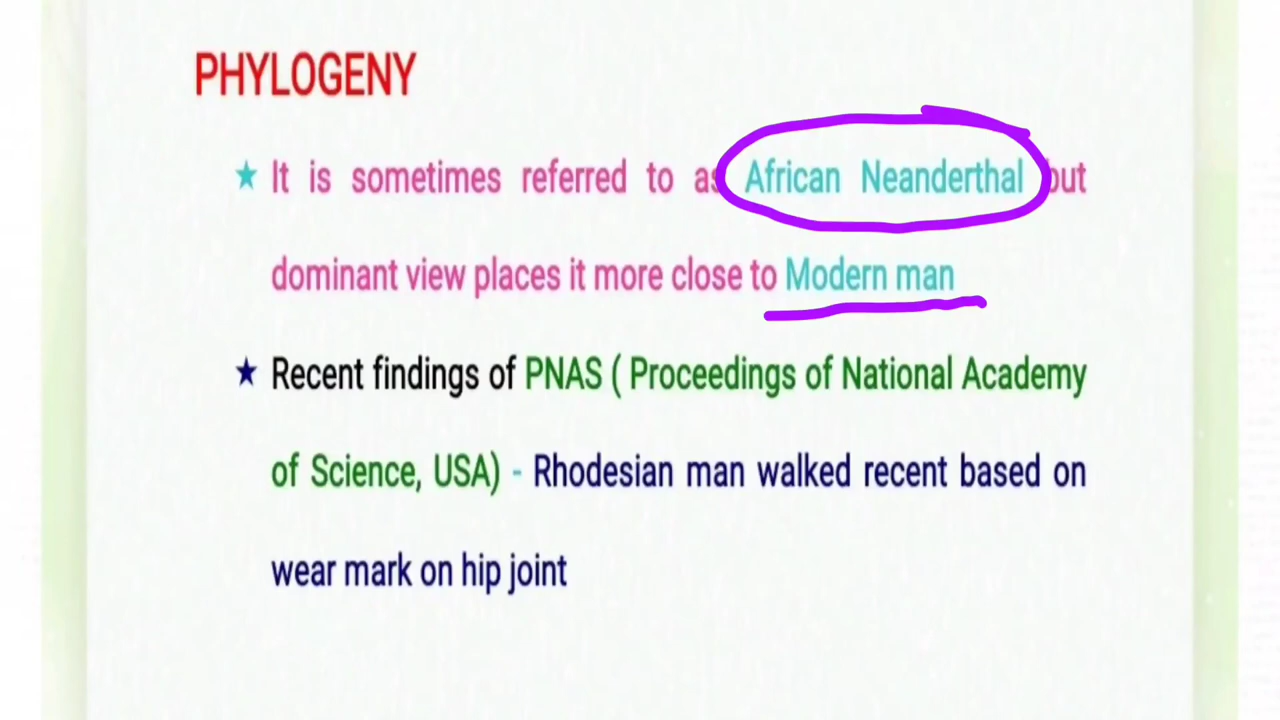 PHYLOGENY
★ It is sometimes referred to as African Neanderthal but
dominant view places it more close to Modern man
★ Recent findings of PNAS ( Proceedings of National Academy
of Science, USA) - Rhodesian man walked recent based on
wear mark on hip joint